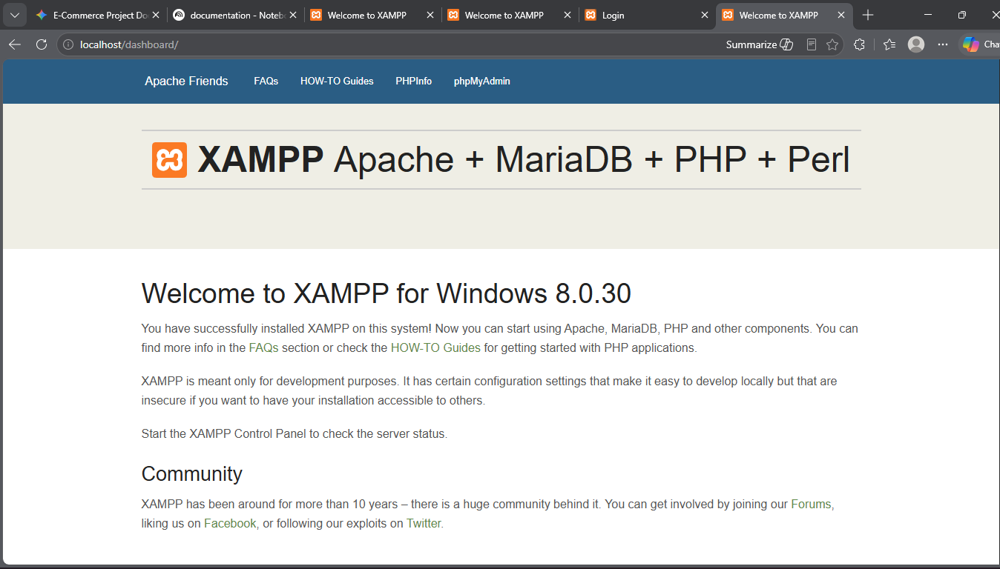 E-Commerce Project Do
documentation - Noteb
Welcome to XAMPP
Welcome to XAMPP
Login
Welcome to XAMPP
localhost/dashboard/
Summarize
Cha
Apache Friends
FAQs
HOW-TO Guides
PHPInfo
phpMyAdmin
XAMPP Apache + MariaDB + PHP + Perl
Welcome to XAMPP for Windows 8.0.30
You have successfully installed XAMPP on this system! Now you can start using Apache, MariaDB, PHP and other components. You can
find more info in the FAQs section or check the HOW-TO Guides for getting started with PHP applications.
XAMPP is meant only for development purposes. It has certain configuration settings that make it easy to develop locally but that are
insecure if you want to have your installation accessible to others.
Start the XAMPP Control Panel to check the server status.
Community
XAMPP has been around for more than 10 years – there is a huge community behind it. You can get involved by joining our Forums,
liking us on Facebook, or following our exploits on Twitter.